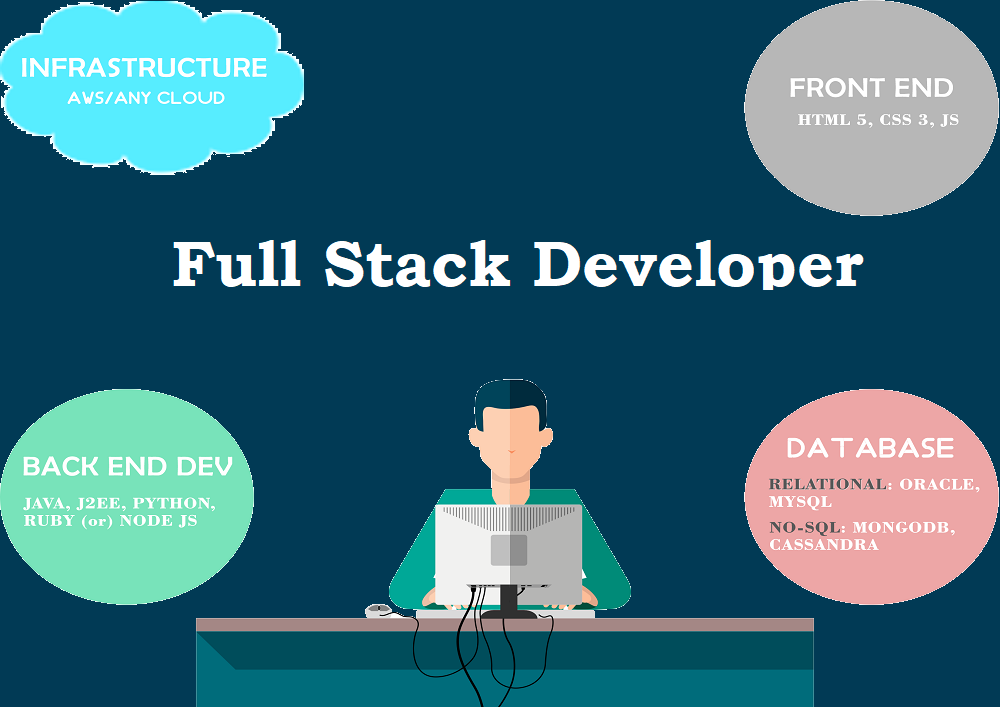 INFRASTRUCTURE
AWS/ANY CLOUD
FRONT END
HTML 5, CSS 3, JS
Full Stack Developer
BACK END DEV
JAVA, J2EE, PYTHON,
RUBY (or) NODE JS
DATABASE
RELATIONAL: ORACLE,
MYSQL
NO-SQL: MONGODB,
CASSANDRA